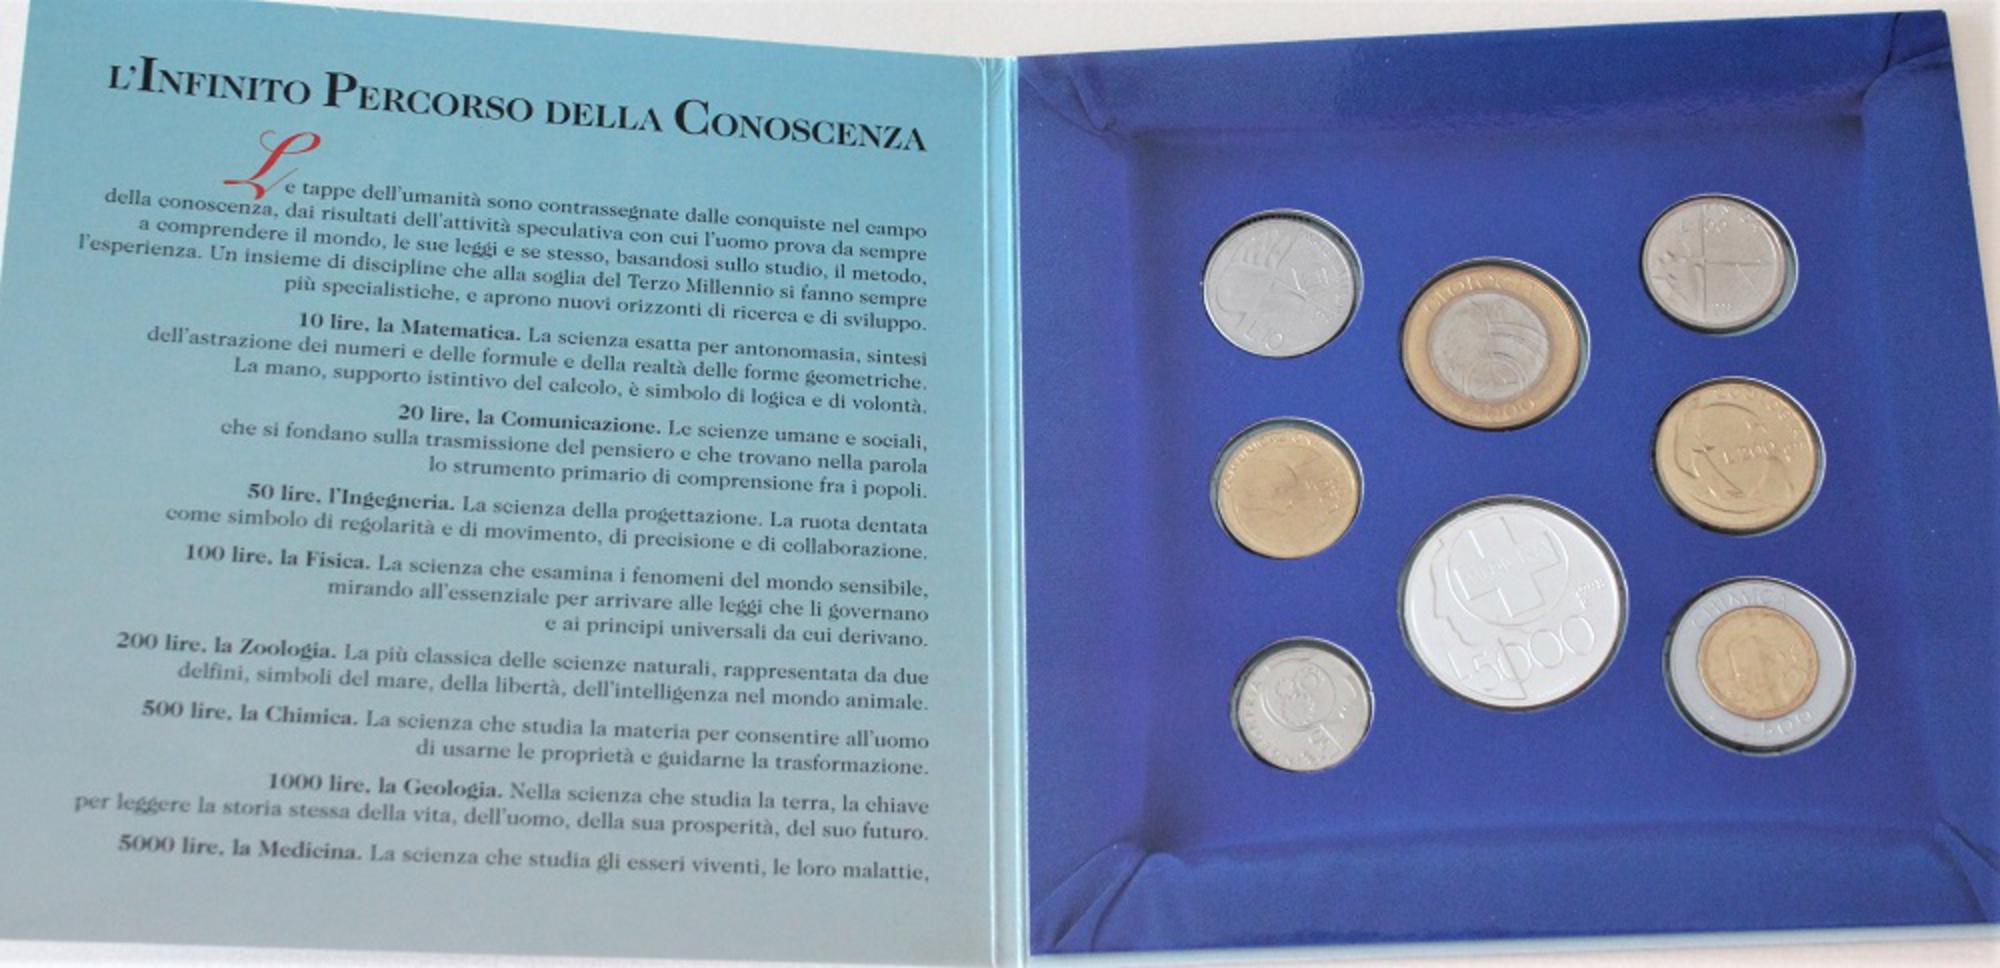 L'INFINITO PERCORSO DELLA CONOSCENZA
Le tappe dell'umanità sono contrassegnate dalle conquiste nel campo
della conoscenza, dai risultati dell'attività speculativa con cui l'uomo prova da sempre
a comprendere il mondo, le sue leggi e se stesso, basandosi sullo studio, il metodo,
l'esperienza. Un insieme di discipline che alla soglia del Terzo Millennio si fanno sempre
più specialistiche, e aprono nuovi orizzonti di ricerca e di sviluppo.
10 lire, la Matematica. La scienza esatta per antonomasia, sintesi
dell'astrazione dei numeri e delle formule e della realtà delle forme geometriche.
La mano, supporto istintivo del calcolo, è simbolo di logica e di volontà.
20 lire, la Comunicazione. Le scienze umane e sociali,
che si fondano sulla trasmissione del pensiero e che trovano nella parola
lo strumento primario di comprensione fra i popoli.
50 lire, l'Ingegneria. La scienza della progettazione. La ruota dentata
come simbolo di regolarità e di movimento, di precisione e di collaborazione.
100 lire, la Fisica. La scienza che esamina i fenomeni del mondo sensibile,
mirando all'essenziale per arrivare alle leggi che li governano
e ai principi universali da cui derivano.
200 lire, la Zoologia. La più classica delle scienze naturali, rappresentata da due
delfini, simboli del mare, della libertà, dell'intelligenza nel mondo animale.
500 lire, la Chimica. La scienza che studia la materia per consentire all'uomo
di usarne le proprietà e guidarne la trasformazione.
1000 lire, la Geologia. Nella scienza che studia la terra, la chiave
per leggere la storia stessa della vita, dell'uomo, della sua prosperità, del suo futuro.
5000 lire, la Medicina. La scienza che studia gli esseri viventi, le loro malattie,
L.10
L.200
L.5000
CHIMICA